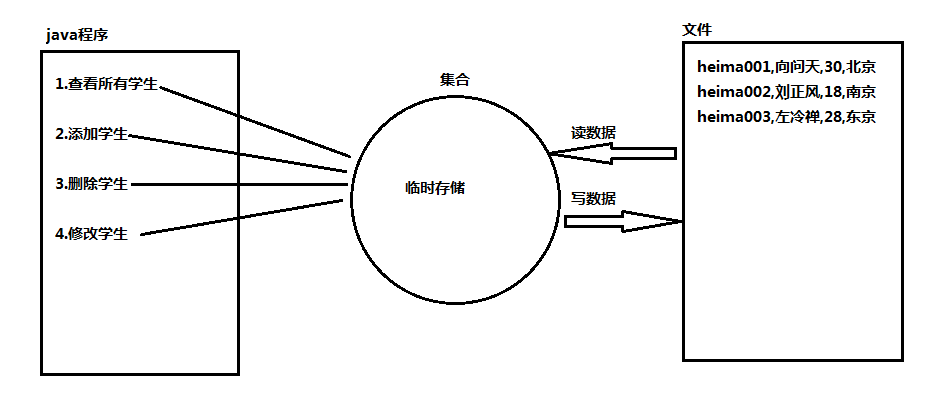 java程序
1.查看所有学生
2.添加学生
3.删除学生
4.修改学生
集合
临时存储
读数据
写数据
文件
heima001,向问天,30,北京
heima002,刘正风,18,南京
heima003,左冷禅,28,东京